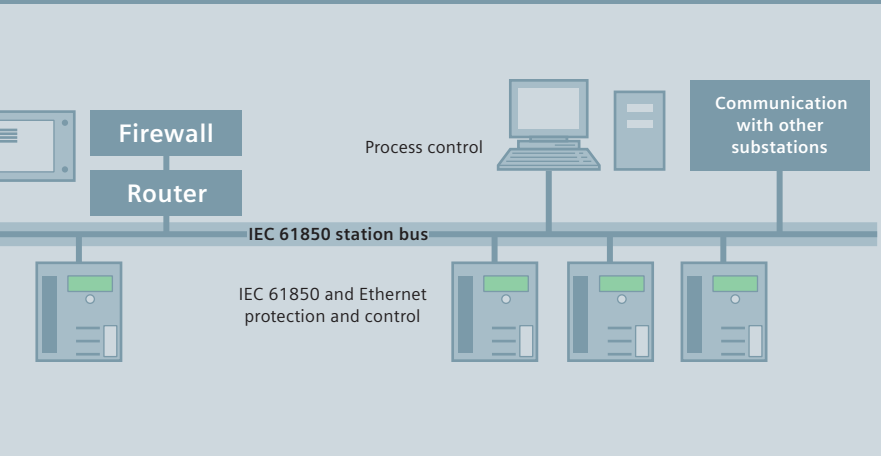 Firewall
Router
Process control
Communication
with other
substations
IEC 61850 station bus
IEC 61850 and Ethernet
protection and control